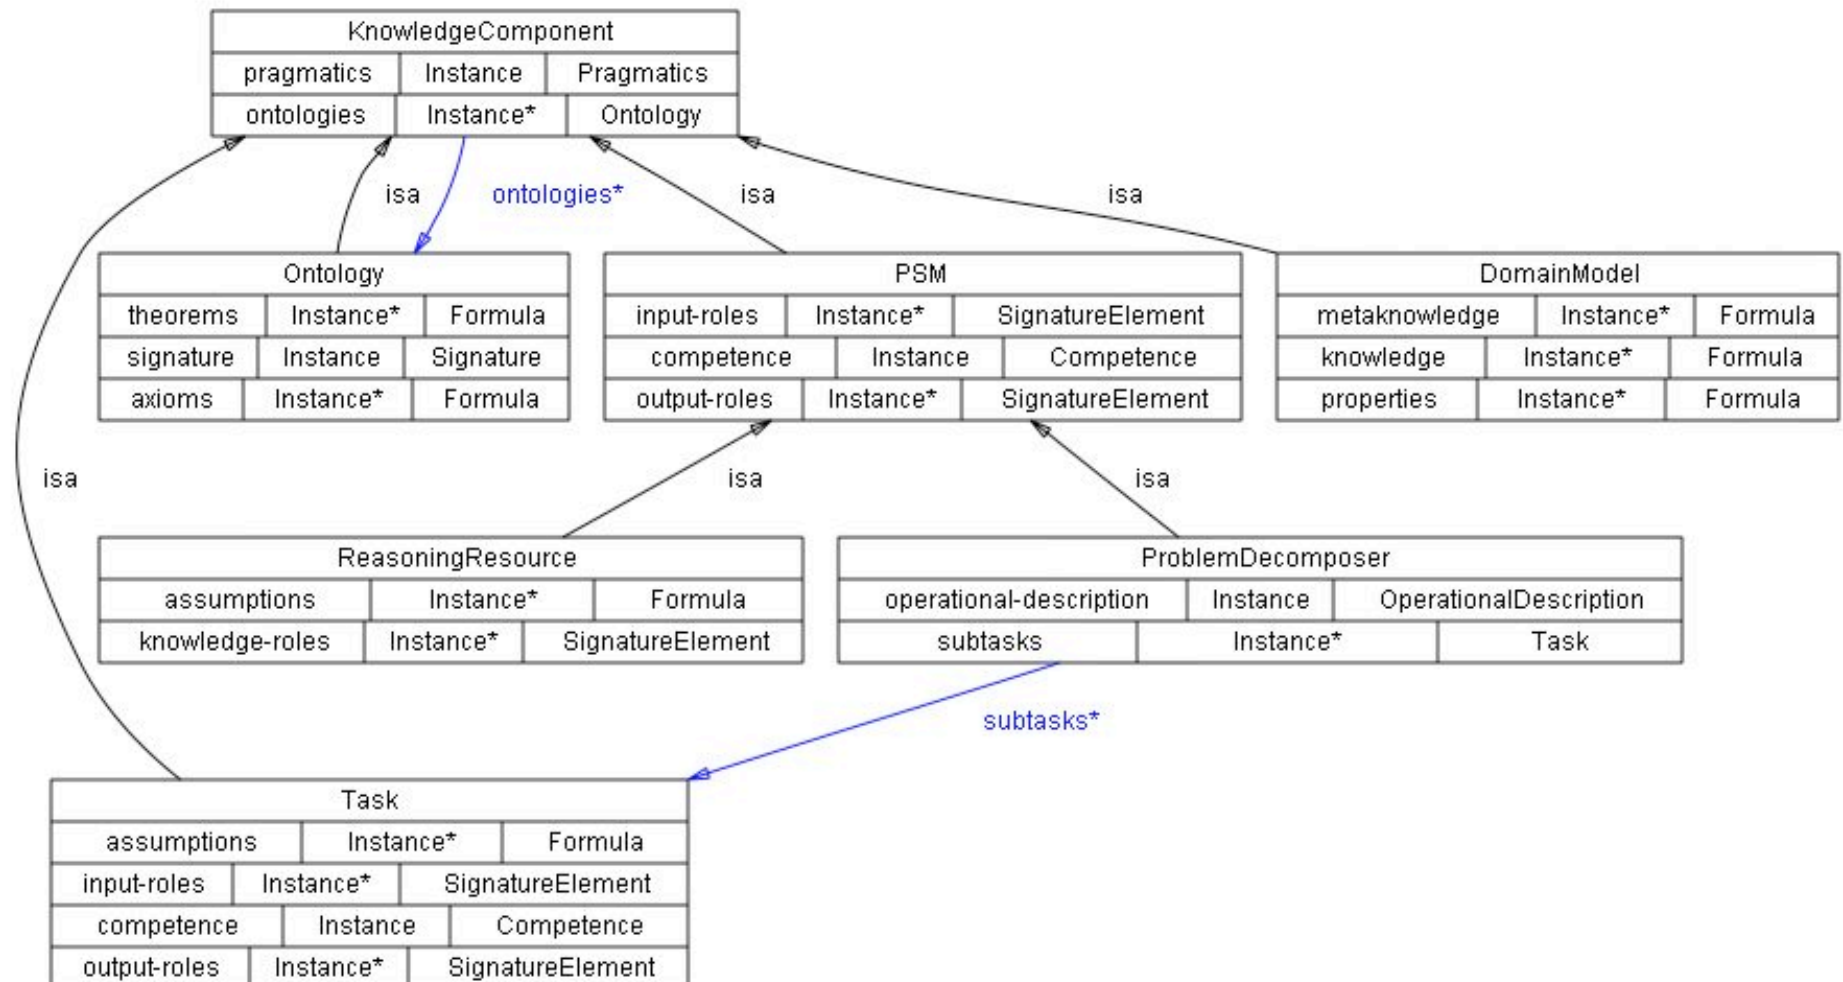 KnowledgeComponent
pragmatics Instance Pragmatics
ontologies Instance* Ontology
isa ontologies* isa isa
Ontology
theorems Instance* Formula
signature Instance Signature
axioms Instance* Formula
PSM
input-roles Instance* SignatureElement
competence Instance Competence
output-roles Instance* SignatureElement
DomainModel
metaknowledge Instance* Formula
knowledge Instance* Formula
properties Instance* Formula
isa isa isa
ReasoningResource
assumptions Instance* Formula
knowledge-roles Instance* SignatureElement
ProblemDecomposer
operational-description Instance OperationalDescription
subtasks Instance* Task
subtasks*
Task
assumptions Instance* Formula
input-roles Instance* SignatureElement
competence Instance Competence
output-roles Instance* SignatureElement